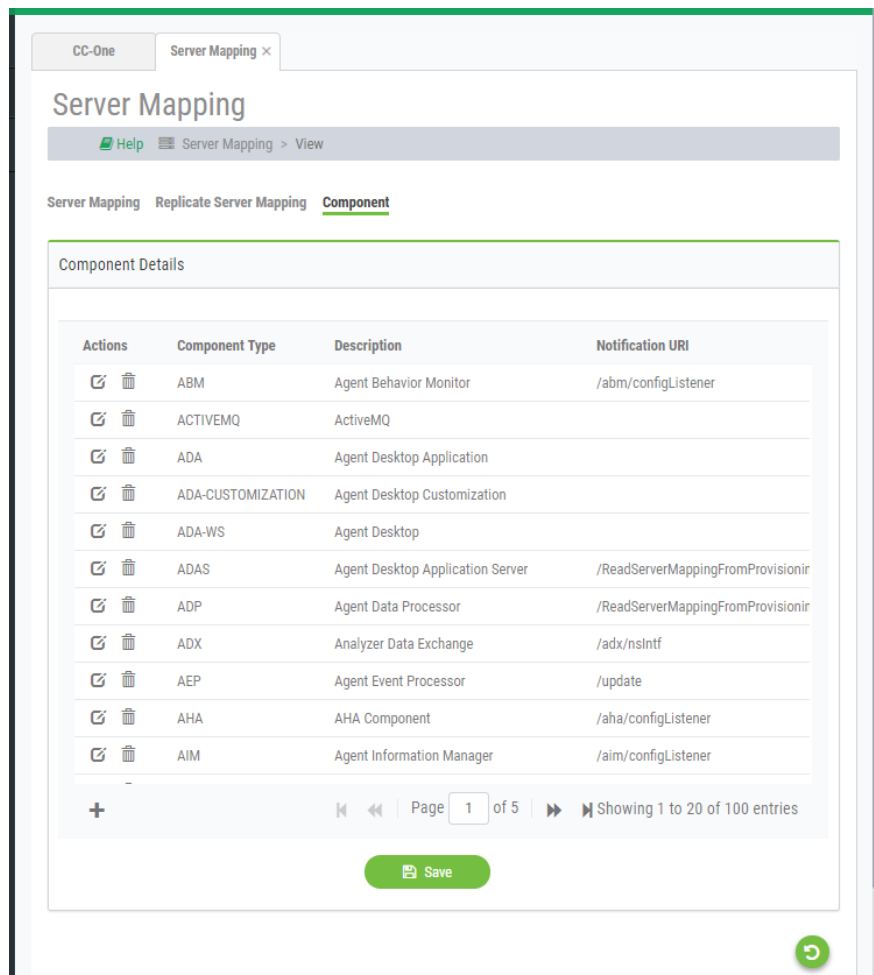 CC-One Server Mapping ×
Server Mapping
Help Server Mapping > View
Server Mapping Replicate Server Mapping Component
Component Details
Actions Component Type Description Notification URI
ABM Agent Behavior Monitor /abm/configListener
ACTIVEMQ ActiveMQ
ADA Agent Desktop Application
ADA-CUSTOMIZATION Agent Desktop Customization
ADA-WS Agent Desktop
ADAS Agent Desktop Application Server /ReadServerMappingFromProvisionin
ADP Agent Data Processor /ReadServerMappingFromProvisionin
ADX Analyzer Data Exchange /adx/nsIntf
AEP Agent Event Processor /update
AHA AHA Component /aha/configListener
AIM Agent Information Manager /aim/configListener
Page 1 of 5 Showing 1 to 20 of 100 entries
Save